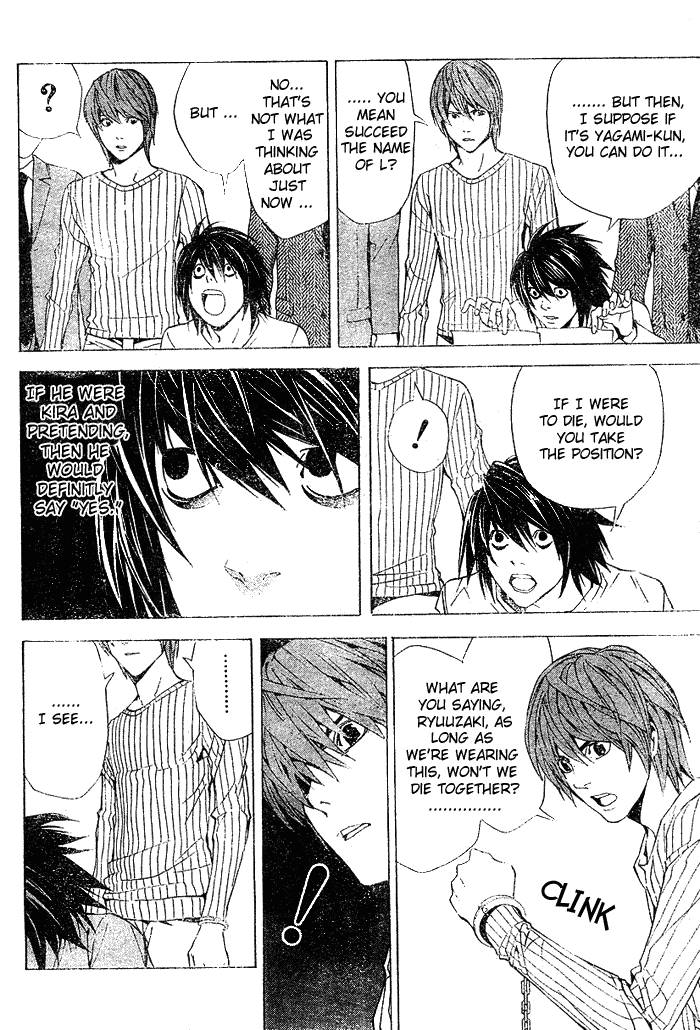 ....... BUT THEN,
I SUPPOSE IF
IT'S YAGAMI-KUN,
YOU CAN DO IT...
..... YOU
MEAN
SUCCEED
THE NAME
OF L?
NO...
THAT'S
NOT WHAT
I WAS
THINKING
ABOUT
JUST
NOW ...
BUT ...
?
IF I WERE
TO DIE, WOULD
YOU TAKE
THE POSITION?
!
IF HE WERE
KIRA AND
PRETENDING,
THEN HE
WOULD
DEFINITLY
SAY "YES."
WHAT ARE
YOU SAYING,
RYUUZAKI, AS
LONG AS
WE'RE WEARING
THIS, WON'T WE
DIE TOGETHER?
...............
CLINK
!
........
......
I SEE...